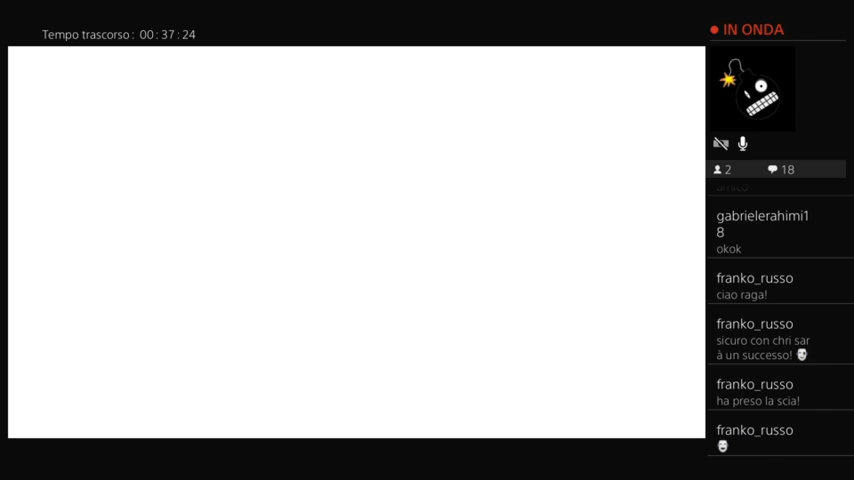 Tempo trascorso: 00:37:24
IN ONDA
2 18
amico
gabrielerahimi1
8
okok
franko_russo
ciao raga!
franko_russo
sicuro con chri sar
à un successo!
franko_russo
ha preso la scia!
franko_russo